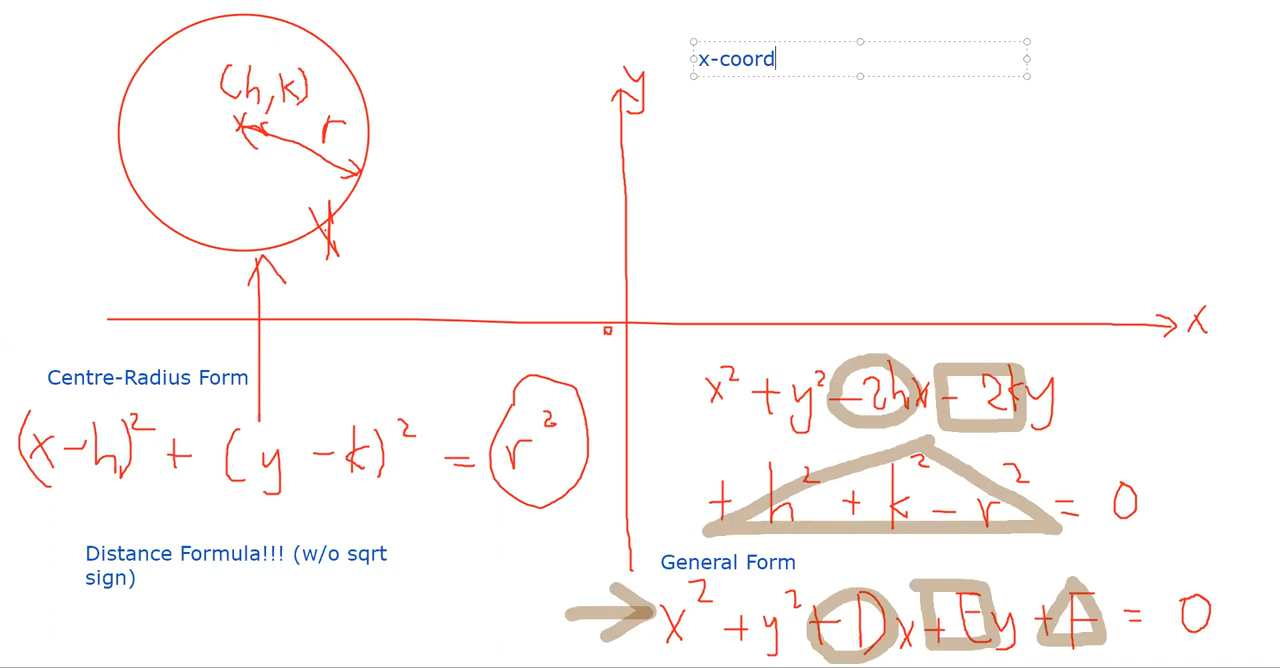 x-coord
(h, k)
r
y
x
Centre-Radius Form
(x-h)² + (y-k)² = r²
Distance Formula!!! (w/o sqrt
sign)
x² + y² - 2hx - 2ky
+ h² + k² - r² = 0
General Form
x² + y² + Dx + Ey + F = 0